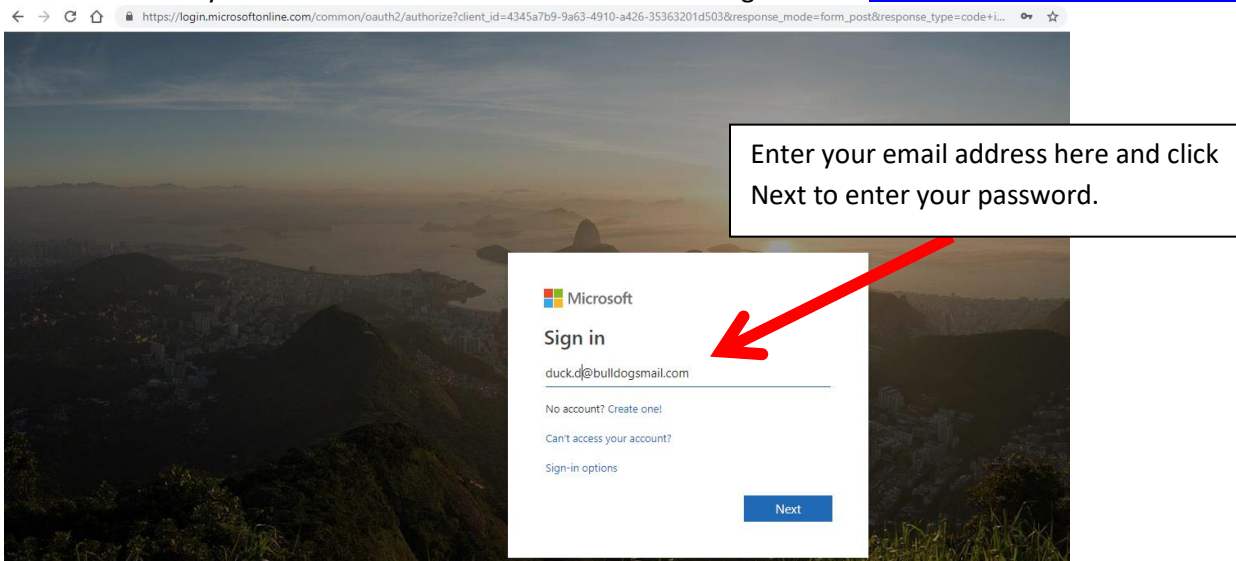 https://login.microsoftonline.com/common/oauth2/authorize?client_id=4345a7b9-9a63-4910-a426-35363201d503&response_mode=form_post&response_type=code+i...
Enter your email address here and click
Next to enter your password.
Microsoft
Sign in
duck.d@bulldogsmail.com
No account? Create one!
Can't access your account?
Sign-in options
Next